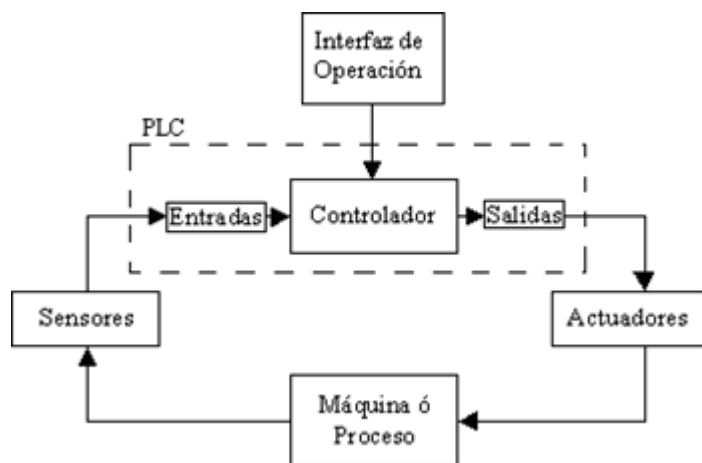 Interfaz de
Operación
PLC
Entradas
Controlador
Salidas
Sensores
Actuadores
Máquina ó
Proceso